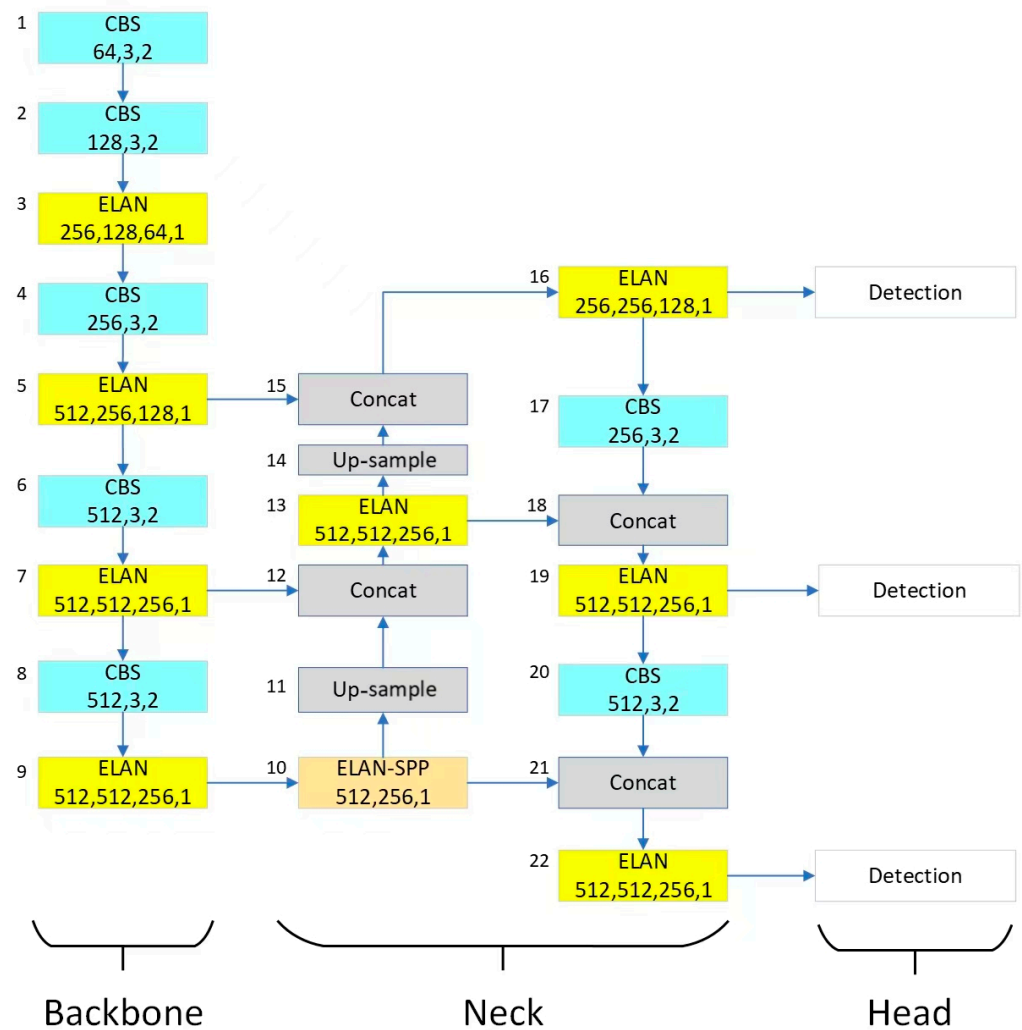 1
CBS
64,3,2
2
CBS
128,3,2
3
ELAN
256,128,64,1
4
CBS
256,3,2
5
ELAN
512,256,128,1
6
CBS
512,3,2
7
ELAN
512,512,256,1
8
CBS
512,3,2
9
ELAN
512,512,256,1
10
ELAN-SPP
512,256,1
11
Up-sample
12
Concat
13
ELAN
512,512,256,1
14
Up-sample
15
Concat
16
ELAN
256,256,128,1
Detection
17
CBS
256,3,2
18
Concat
19
ELAN
512,512,256,1
Detection
20
CBS
512,3,2
21
Concat
22
ELAN
512,512,256,1
Detection
Backbone
Neck
Head